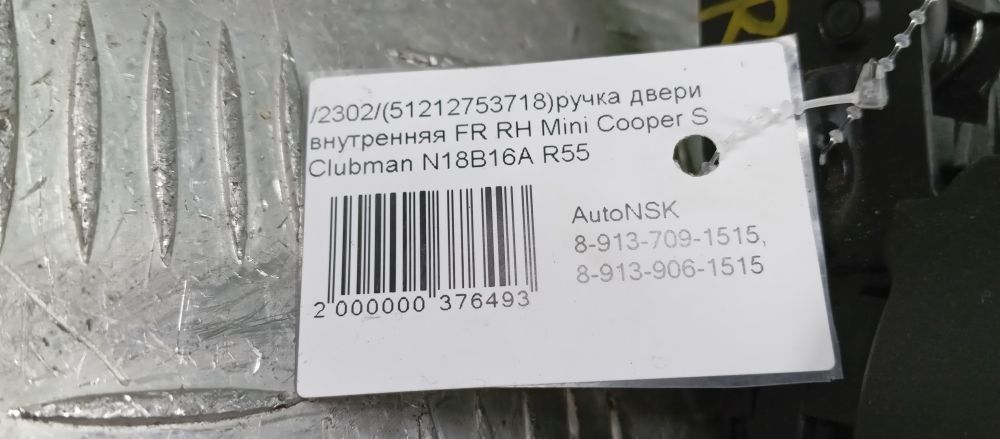 R
/2302/(51212753718)ручка двери
внутренняя FR RH Mini Cooper S
Clubman N18B16A R55
AutoNSK
8-913-709-1515,
8-913-906-1515
2 000000 376493